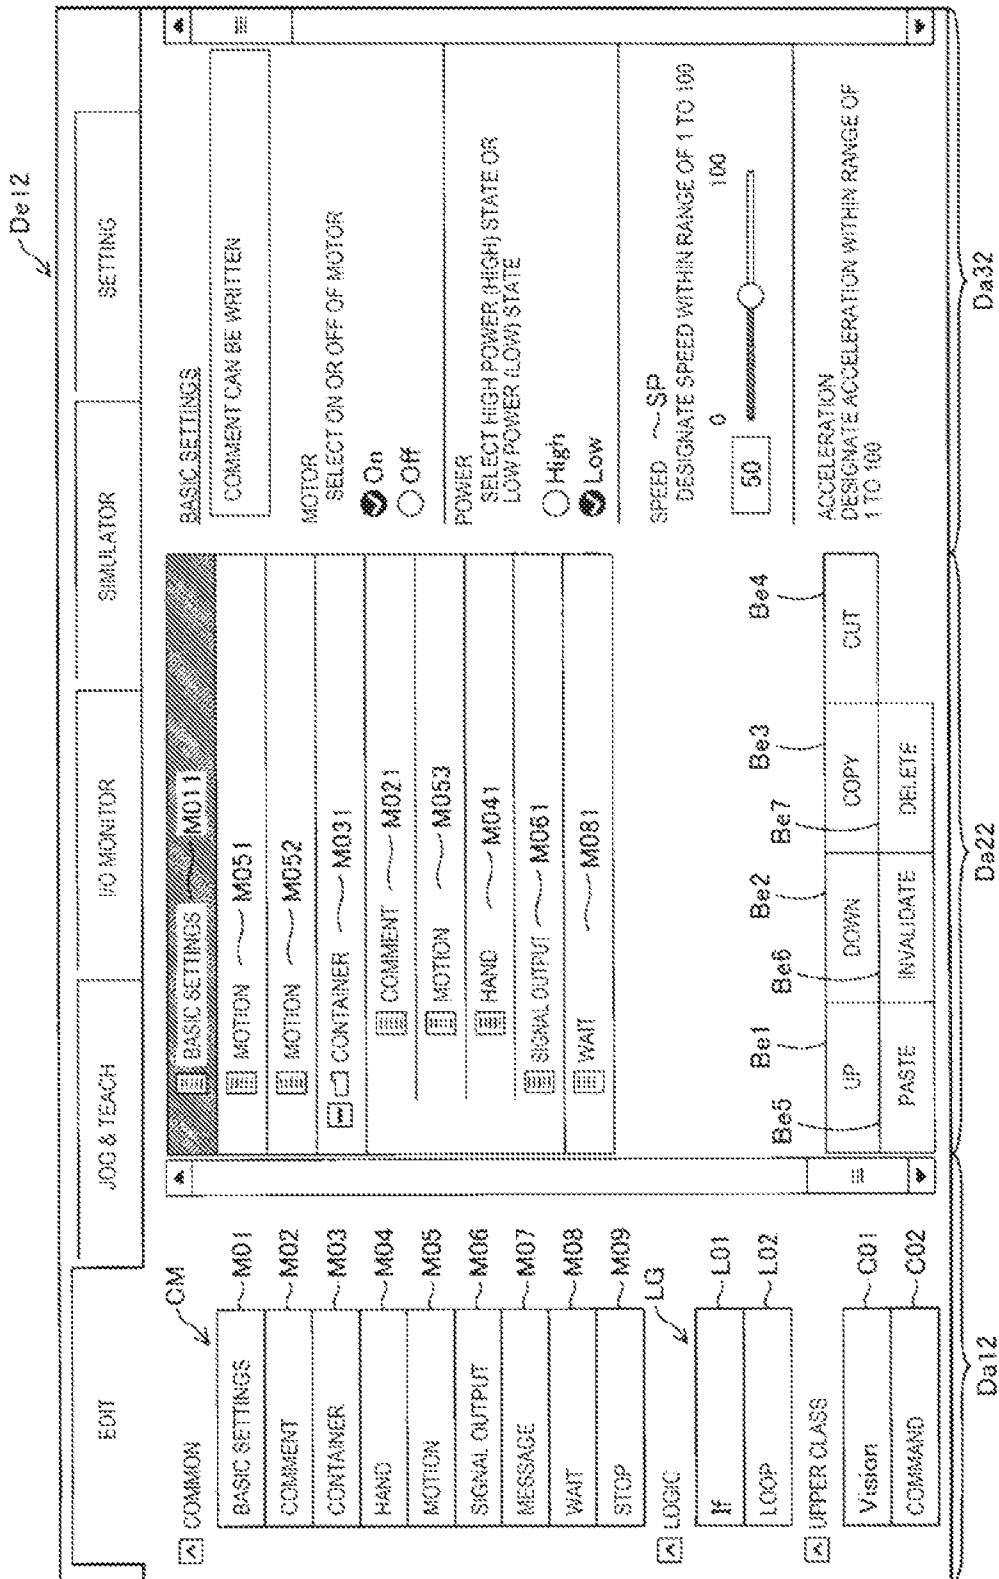 De12
EDIT
JOG & TEACH
I/O MONITOR
SIMULATOR
SETTING
COMMON
CM
BASIC SETTINGS
M01
COMMENT
M02
CONTAINER
M03
HAND
M04
MOTION
M05
SIGNAL OUTPUT
M06
MESSAGE
M07
WAIT
M08
STOP
M09
LOGIC
LG
If
L01
LOOP
L02
UPPER CLASS
Vision
C01
COMMAND
C02
Da12
BASIC SETTINGS
M011
MOTION
M051
MOTION
M052
CONTAINER
M031
COMMENT
M021
MOTION
M053
HAND
M041
SIGNAL OUTPUT
M061
WAIT
M081
Be5
Be1
Be6
Be2
Be7
Be3
Be4
UP
DOWN
COPY
CUT
PASTE
INVALIDATE
DELETE
Da22
BASIC SETTINGS
COMMENT CAN BE WRITTEN
MOTOR
SELECT ON OR OFF OF MOTOR
On
Off
POWER
SELECT HIGH POWER (HIGH) STATE OR
LOW POWER (LOW) STATE
High
Low
SPEED
SP
DESIGNATE SPEED WITHIN RANGE OF 1 TO 100
0
100
50
ACCELERATION
DESIGNATE ACCELERATION WITHIN RANGE OF
1 TO 100
Da32